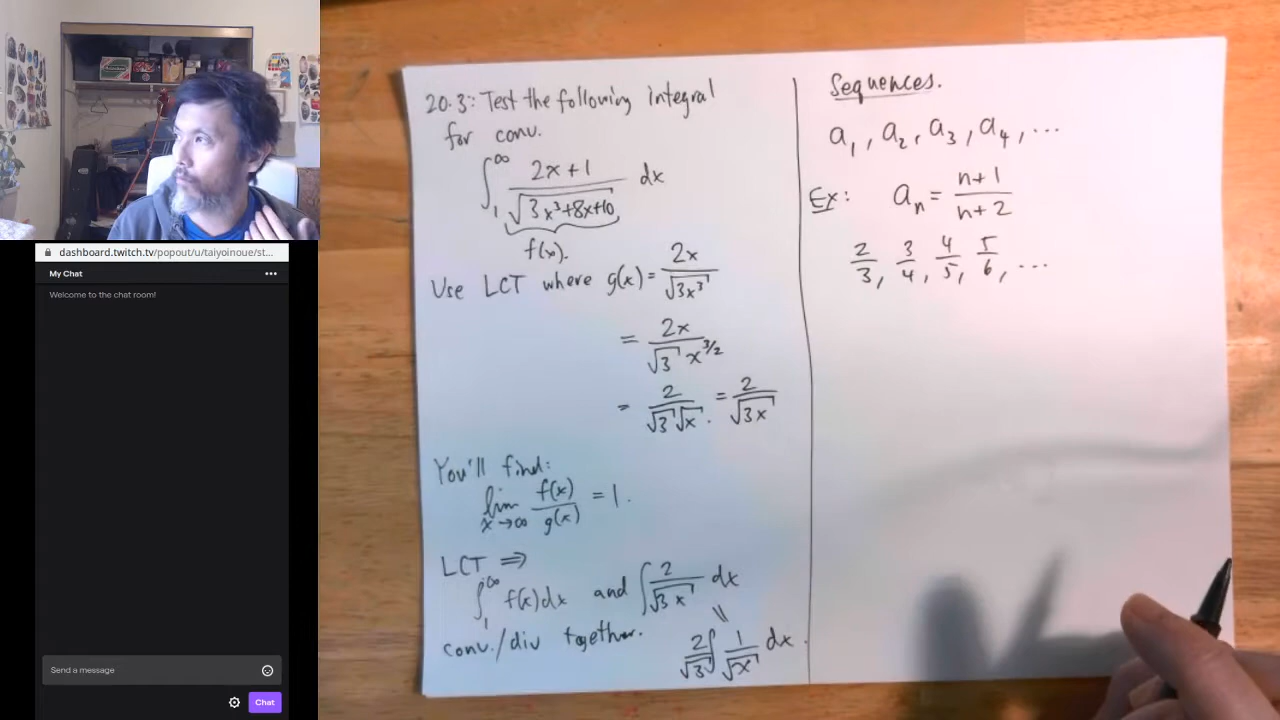 dashboard.twitch.tv/popout/u/taiyoinoue/st...
My Chat
Welcome to the chat room!
Send a message
Chat
20.3: Test the following integral
for conv.
∫₁^∞ (2x+1)/√(3x³+8x+10) dx
f(x).
Use LCT where g(x) = 2x/√(3x³)
= 2x/(√3 x^(3/2))
= 2/(√3 √x). = 2/√(3x)
You'll find:
lim x→∞ f(x)/g(x) = 1.
LCT ⇒
∫₁^∞ f(x)dx and ∫ 2/√(3x) dx
conv./div together.
2/√3 ∫ 1/√x dx.
Sequences.
a₁, a₂, a₃, a₄, ...
Ex: aₙ = (n+1)/(n+2)
2/3, 3/4, 4/5, 5/6, ...